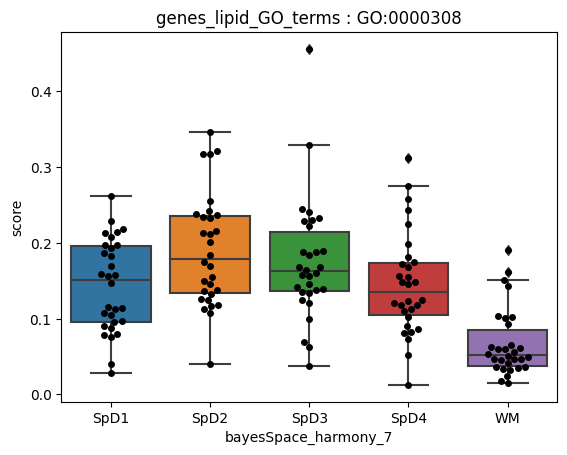 genes_lipid_GO_terms : GO:0000308
score
0.4
0.3
0.2
0.1
0.0
SpD1 SpD2 SpD3 SpD4 WM
bayesSpace_harmony_7